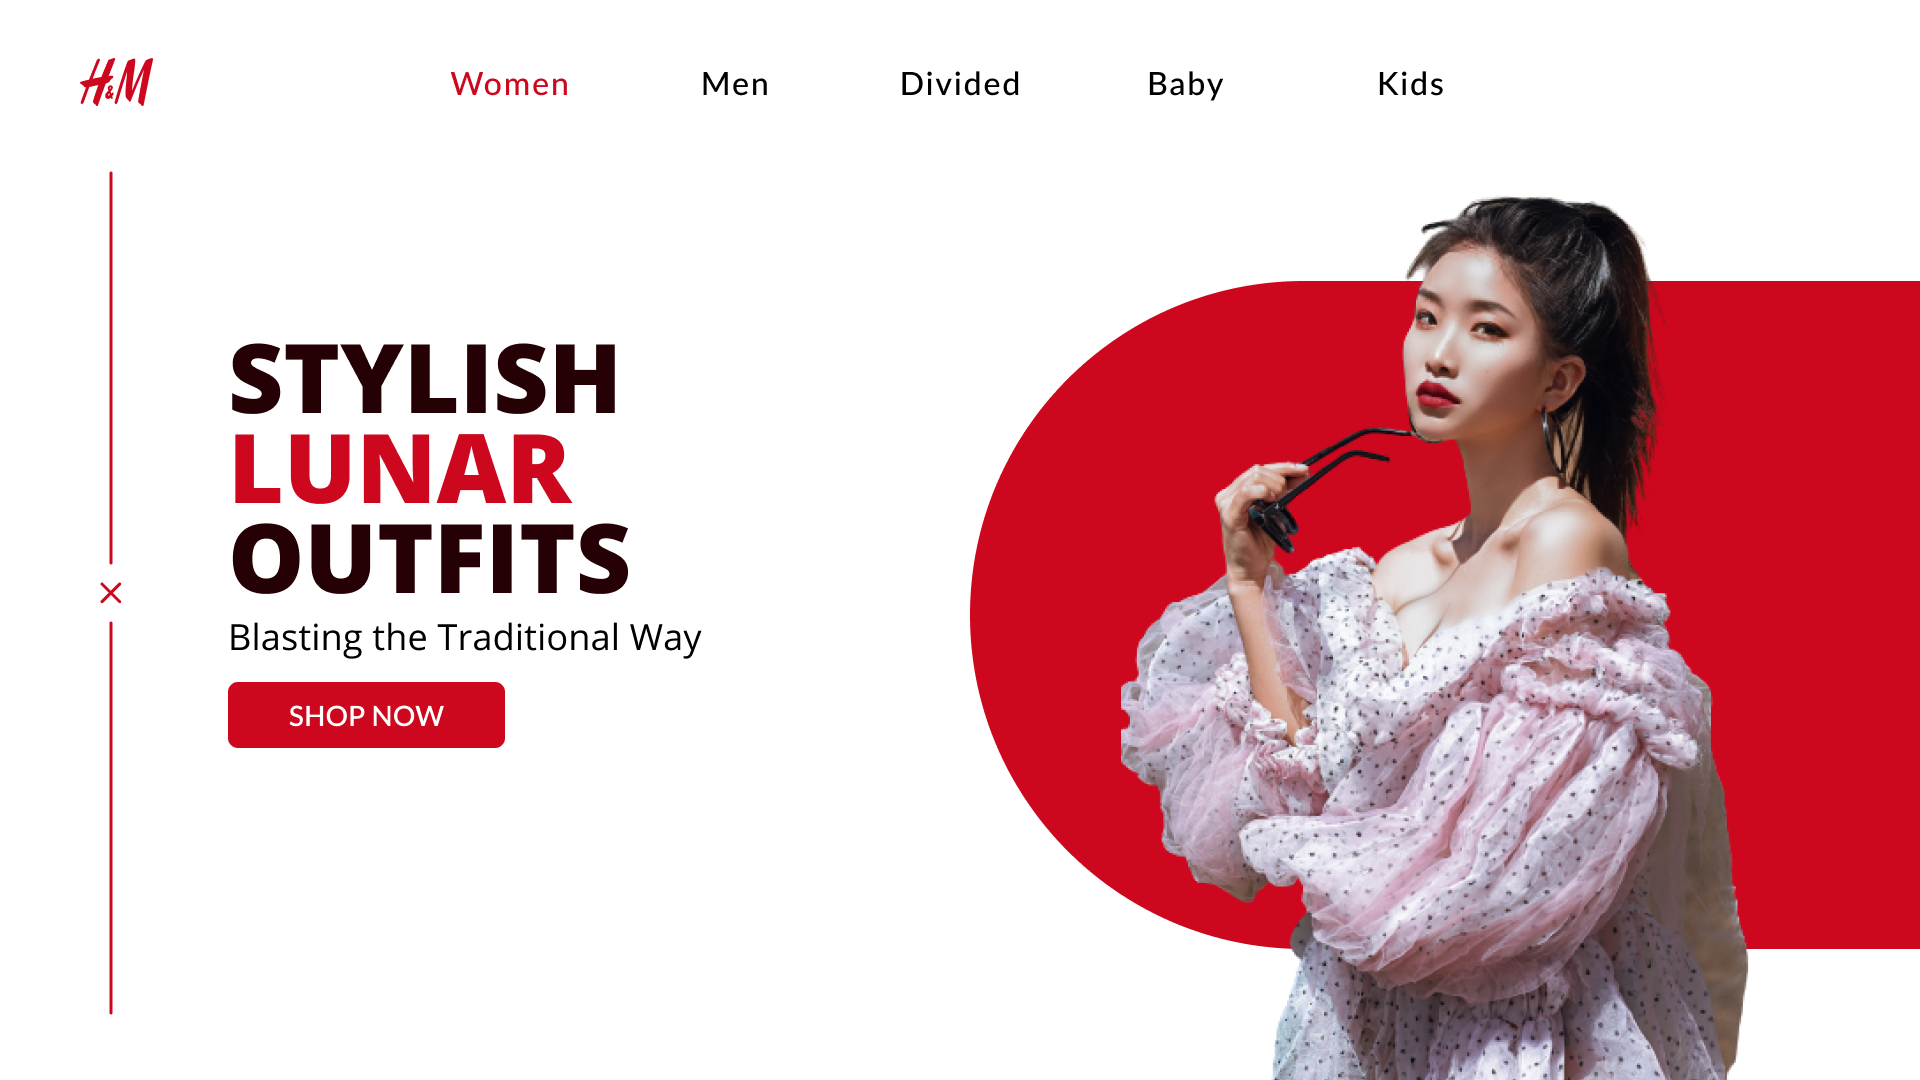 H&M
Women Men Divided Baby Kids
STYLISH
LUNAR
OUTFITS
Blasting the Traditional Way
SHOP NOW